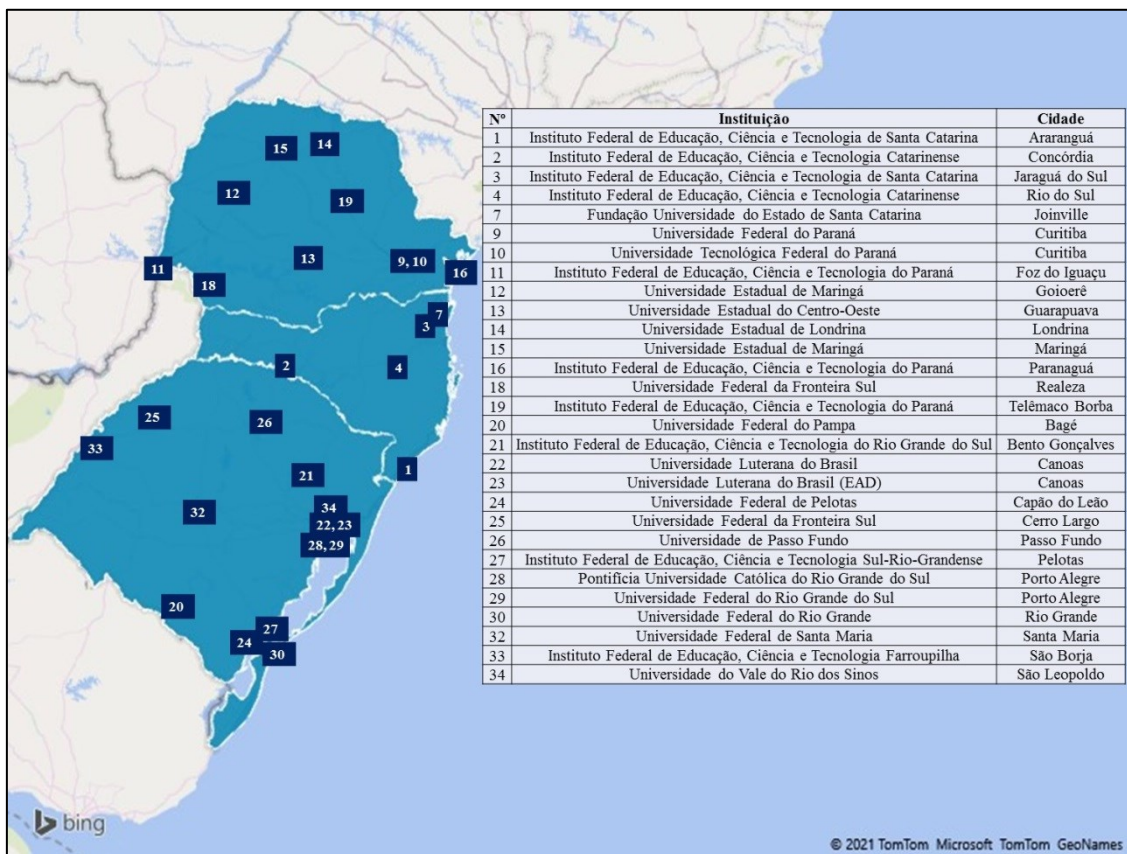 15
14
12
19
13
9, 10
11
16
18
7
3
2
4
25
26
33
1
21
34
32
22, 23
28, 29
20
27
24
30
Nº Instituição Cidade
1 Instituto Federal de Educação, Ciência e Tecnologia de Santa Catarina Araranguá
2 Instituto Federal de Educação, Ciência e Tecnologia Catarinense Concórdia
3 Instituto Federal de Educação, Ciência e Tecnologia de Santa Catarina Jaraguá do Sul
4 Instituto Federal de Educação, Ciência e Tecnologia Catarinense Rio do Sul
7 Fundação Universidade do Estado de Santa Catarina Joinville
9 Universidade Federal do Paraná Curitiba
10 Universidade Tecnológica Federal do Paraná Curitiba
11 Instituto Federal de Educação, Ciência e Tecnologia do Paraná Foz do Iguaçu
12 Universidade Estadual de Maringá Goioerê
13 Universidade Estadual do Centro-Oeste Guarapuava
14 Universidade Estadual de Londrina Londrina
15 Universidade Estadual de Maringá Maringá
16 Instituto Federal de Educação, Ciência e Tecnologia do Paraná Paranaguá
18 Universidade Federal da Fronteira Sul Realeza
19 Instituto Federal de Educação, Ciência e Tecnologia do Paraná Telêmaco Borba
20 Universidade Federal do Pampa Bagé
21 Instituto Federal de Educação, Ciência e Tecnologia do Rio Grande do Sul Bento Gonçalves
22 Universidade Luterana do Brasil Canoas
23 Universidade Luterana do Brasil (EAD) Canoas
24 Universidade Federal de Pelotas Capão do Leão
25 Universidade Federal da Fronteira Sul Cerro Largo
26 Universidade de Passo Fundo Passo Fundo
27 Instituto Federal de Educação, Ciência e Tecnologia Sul-Rio-Grandense Pelotas
28 Pontifícia Universidade Católica do Rio Grande do Sul Porto Alegre
29 Universidade Federal do Rio Grande do Sul Porto Alegre
30 Universidade Federal do Rio Grande Rio Grande
32 Universidade Federal de Santa Maria Santa Maria
33 Instituto Federal de Educação, Ciência e Tecnologia Farroupilha São Borja
34 Universidade do Vale do Rio dos Sinos São Leopoldo
bing
© 2021 TomTom Microsoft TomTom GeoNames